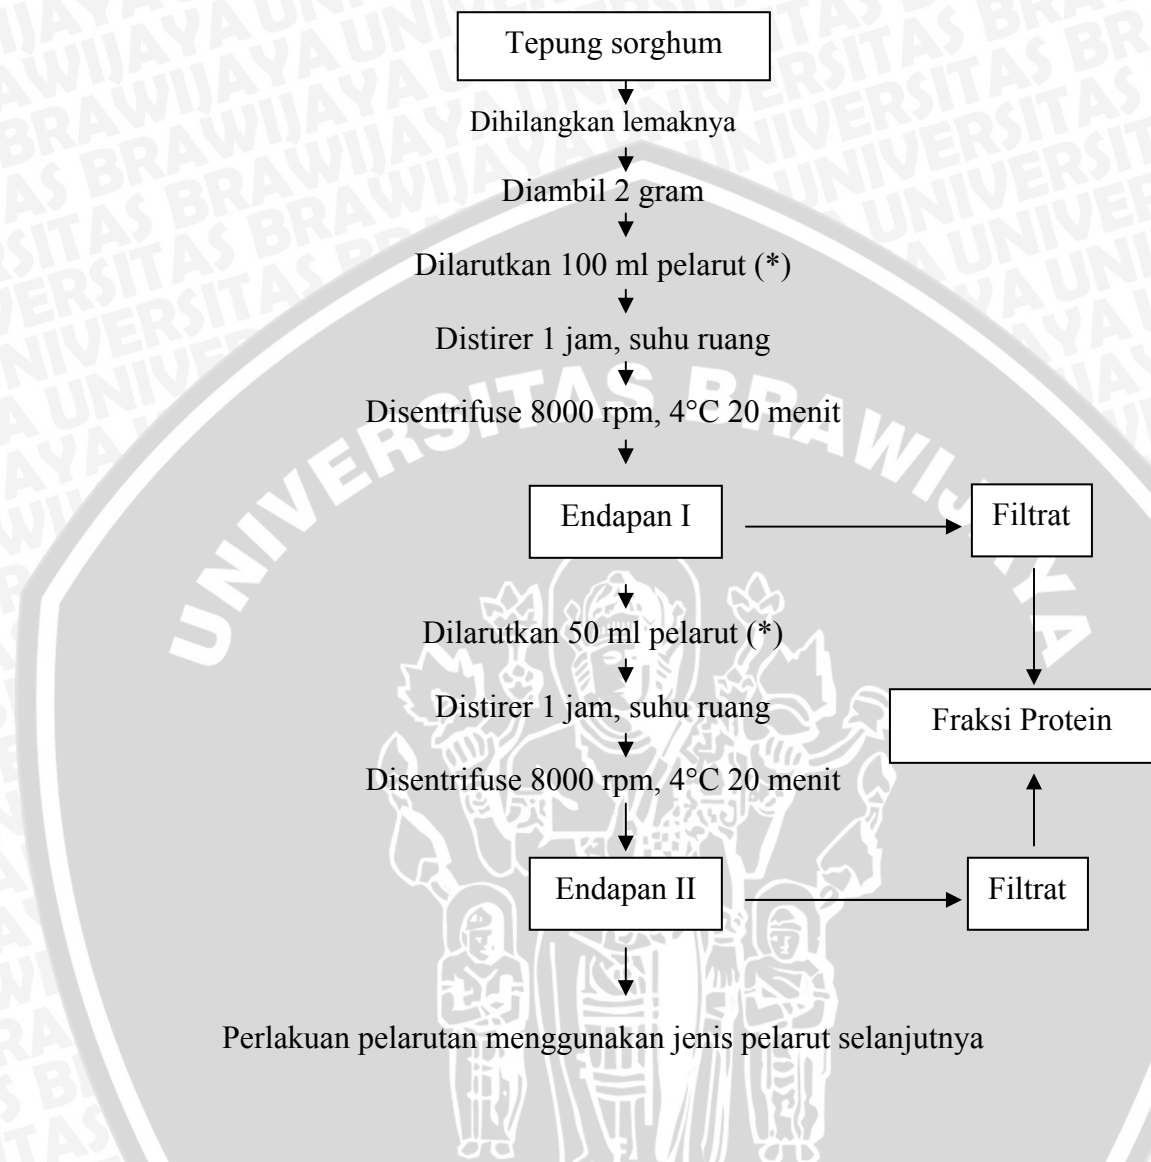 Tepung sorghum
Dihilangkan lemaknya
Diambil 2 gram
Dilarutkan 100 ml pelarut (*)
Distirer 1 jam, suhu ruang
Disentrifuse 8000 rpm, 4°C 20 menit
Endapan I
Filtrat
Dilarutkan 50 ml pelarut (*)
Distirer 1 jam, suhu ruang
Fraksi Protein
Disentrifuse 8000 rpm, 4°C 20 menit
Endapan II
Filtrat
Perlakuan pelarutan menggunakan jenis pelarut selanjutnya
UNIVERSITAS BRAWIJAYA